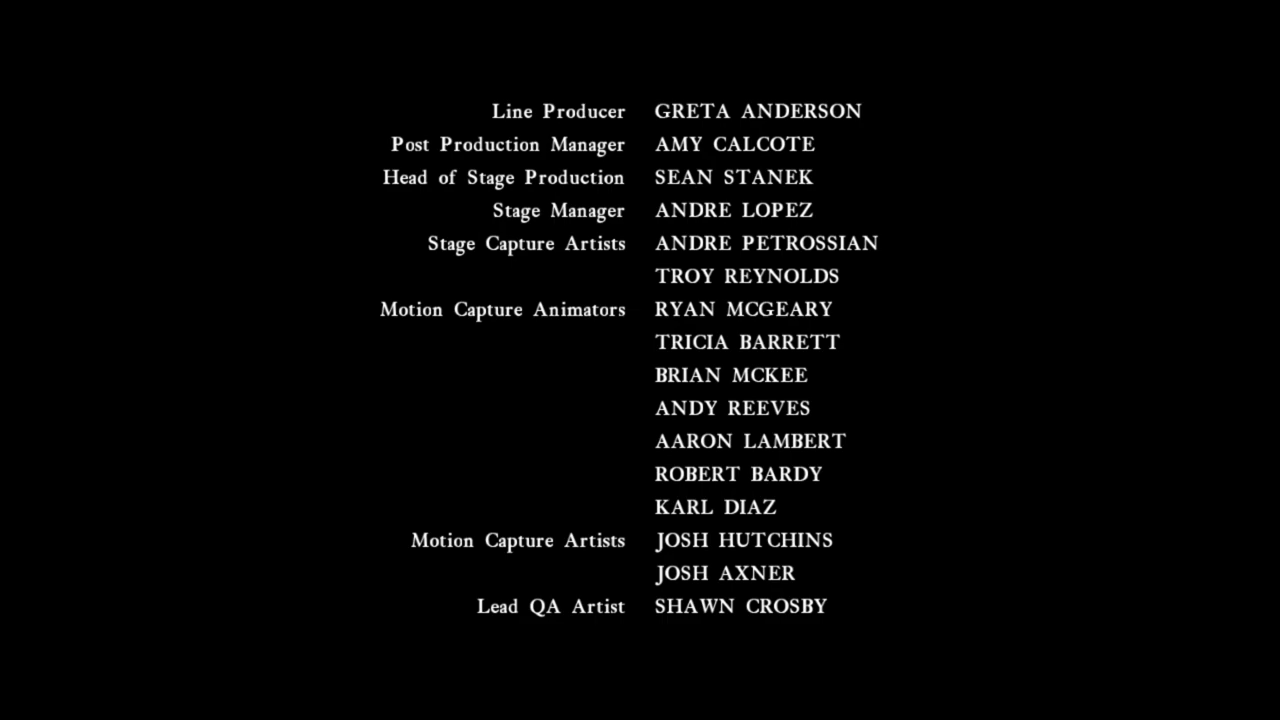 Line Producer GRETA ANDERSON
Post Production Manager AMY CALCOTE
Head of Stage Production SEAN STANEK
Stage Manager ANDRE LOPEZ
Stage Capture Artists ANDRE PETROSSIAN
TROY REYNOLDS
Motion Capture Animators RYAN MCGEARY
TRICIA BARRETT
BRIAN MCKEE
ANDY REEVES
AARON LAMBERT
ROBERT BARDY
KARL DIAZ
Motion Capture Artists JOSH HUTCHINS
JOSH AXNER
Lead QA Artist SHAWN CROSBY